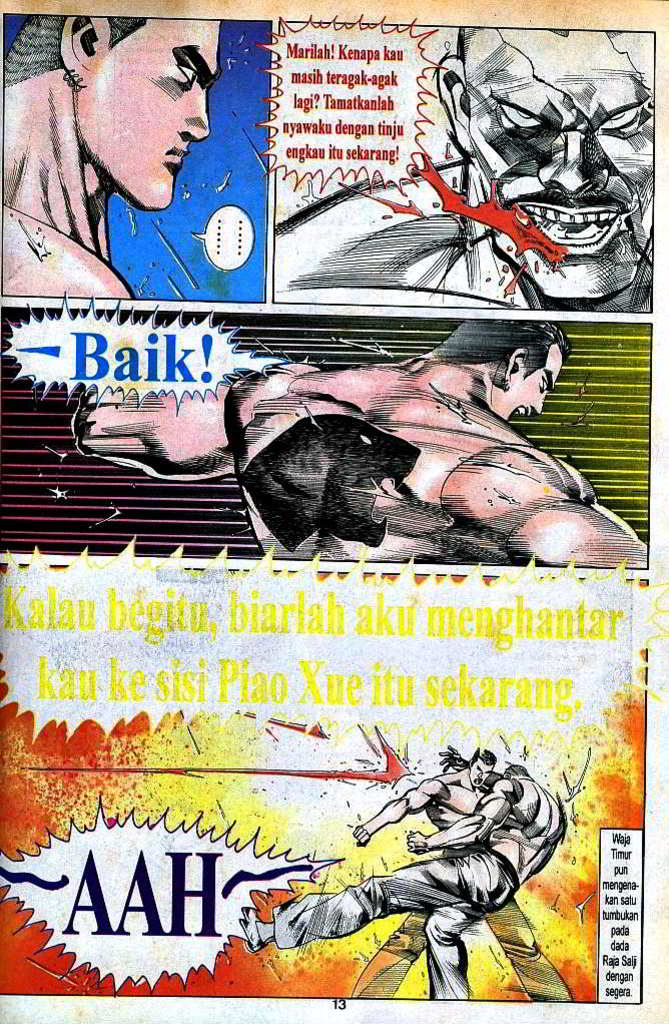 Marilah! Kenapa kau
masih teragak-agak
lagi? Tamatkanlah
nyawaku dengan tinju
engkau itu sekarang!
Baik!
Kalau begitu, biarlah aku menghantar
kau ke sisi Piao Xue itu sekarang.
AAH
Waja
Timur
pun
mengena-
kan satu
tumbukan
pada
dada
Raja Salji
dengan
segera.
13